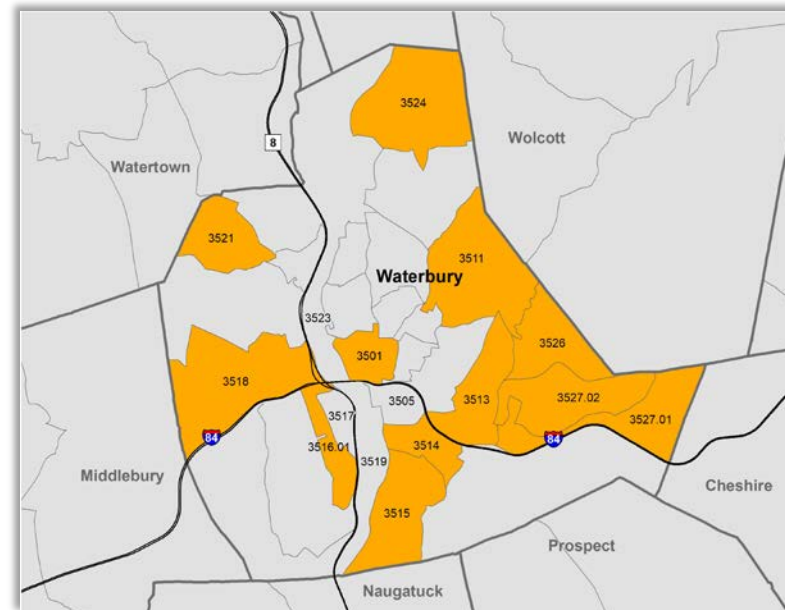 3524
8
Wolcott
Watertown
3521
3511
Waterbury
3523
3526
3501
3518
3527.02
3505
3513
3517
3527.01
84
84
3514
3516.01
3519
Middlebury
Cheshire
3515
Prospect
Naugatuck